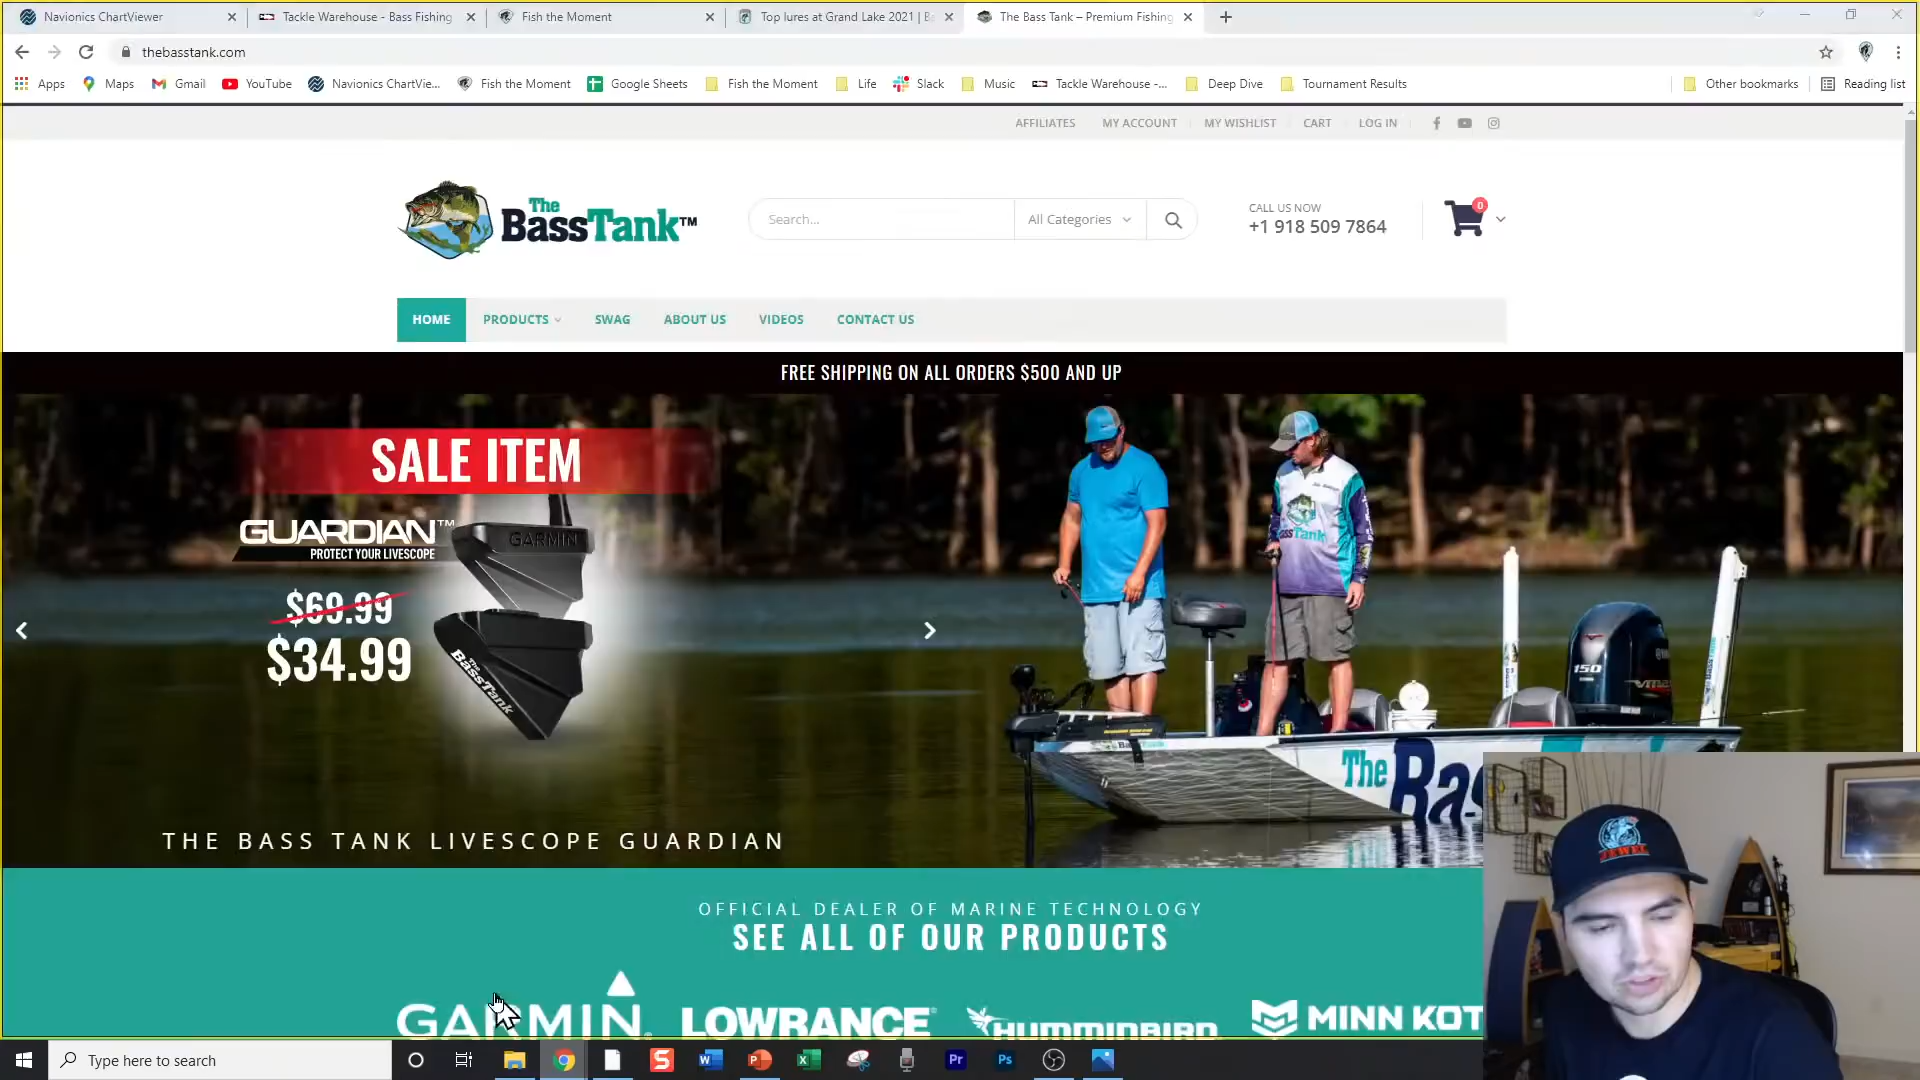 Navionics ChartViewer
Tackle Warehouse - Bass Fishing
Fish the Moment
Top lures at Grand Lake 2021 | Ba
The Bass Tank – Premium Fishing
thebasstank.com
Apps
Maps
Gmail
YouTube
Navionics ChartVie...
Fish the Moment
Google Sheets
Fish the Moment
Life
Slack
Music
Tackle Warehouse -...
Deep Dive
Tournament Results
Other bookmarks
Reading list
AFFILIATES
MY ACCOUNT
MY WISHLIST
CART
LOG IN
The
BassTank™
Search...
All Categories
CALL US NOW
+1 918 509 7864
0
HOME
PRODUCTS
SWAG
ABOUT US
VIDEOS
CONTACT US
FREE SHIPPING ON ALL ORDERS $500 AND UP
SALE ITEM
GUARDIAN™
PROTECT YOUR LIVESCOPE
GARMIN
$69.99
$34.99
The
BassTank
THE BASS TANK LIVESCOPE GUARDIAN
BassTank
150
The Bas
JEWEL
OFFICIAL DEALER OF MARINE TECHNOLOGY
SEE ALL OF OUR PRODUCTS
GARMIN
LOWRANCE
HUMMINBIRD
MINN KOT
Type here to search
Pr
Ps